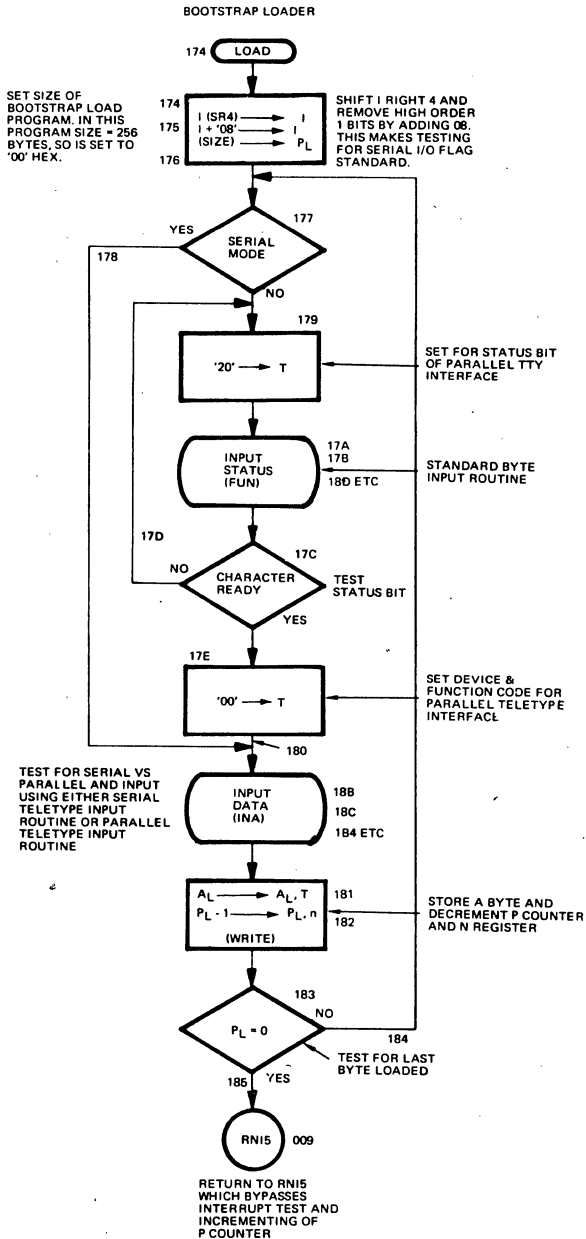 BOOTSTRAP LOADER
174
LOAD
SET SIZE OF
BOOTSTRAP LOAD
PROGRAM. IN THIS
PROGRAM SIZE = 256
BYTES, SO IS SET TO
'00' HEX.
174
175
176
I (SR4) I
I + '08' I
(SIZE) PL
SHIFT I RIGHT 4 AND
REMOVE HIGH ORDER
1 BITS BY ADDING 08.
THIS MAKES TESTING
FOR SERIAL I/O FLAG
STANDARD.
177
YES
178
SERIAL
MODE
NO
179
'20' T
SET FOR STATUS BIT
OF PARALLEL TTY
INTERFACE
INPUT
STATUS
(FUN)
17A
17B
18D ETC
STANDARD BYTE
INPUT ROUTINE
17D
17C
NO
CHARACTER
READY
TEST
STATUS BIT
YES
17E
'00' T
SET DEVICE &
FUNCTION CODE FOR
PARALLEL TELETYPE
INTERFACE
180
TEST FOR SERIAL VS
PARALLEL AND INPUT
USING EITHER SERIAL
TELETYPE INPUT
ROUTINE OR PARALLEL
TELETYPE INPUT
ROUTINE
INPUT
DATA
(INA)
18B
18C
184 ETC
AL AL, T
PL - 1 PL, n
(WRITE)
181
182
STORE A BYTE AND
DECREMENT P COUNTER
AND N REGISTER
183
NO
PL = 0
184
TEST FOR LAST
BYTE LOADED
185
YES
RNI5
009
RETURN TO RNI5
WHICH BYPASSES
INTERRUPT TEST AND
INCREMENTING OF
P COUNTER